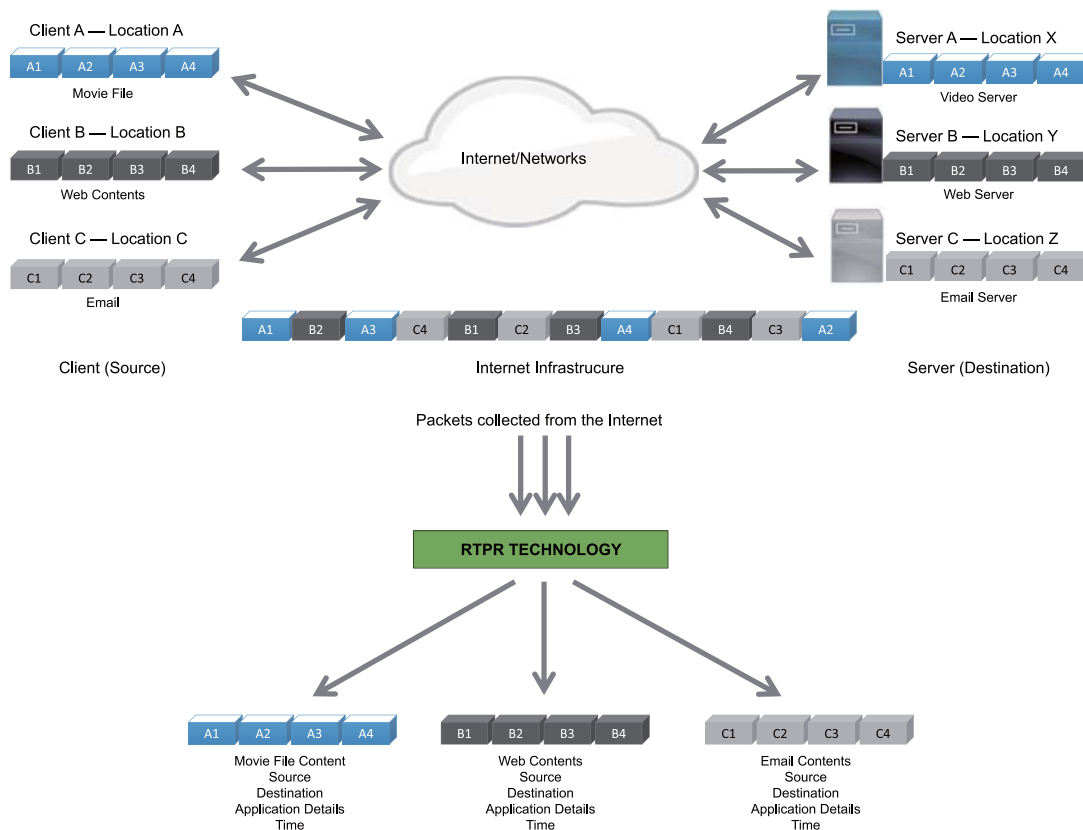 Client A — Location A
A1 A2 A3 A4
Movie File
Client B — Location B
B1 B2 B3 B4
Web Contents
Client C — Location C
C1 C2 C3 C4
Email
Internet/Networks
Server A — Location X
A1 A2 A3 A4
Video Server
Server B — Location Y
B1 B2 B3 B4
Web Server
Server C — Location Z
C1 C2 C3 C4
Email Server
A1 B2 A3 C4 B1 C2 B3 A4 C1 B4 C3 A2
Client (Source)
Internet Infrastrucure
Server (Destination)
Packets collected from the Internet
RTPR TECHNOLOGY
A1 A2 A3 A4
Movie File Content
Source
Destination
Application Details
Time
B1 B2 B3 B4
Web Contents
Source
Destination
Application Details
Time
C1 C2 C3 C4
Email Contents
Source
Destination
Application Details
Time